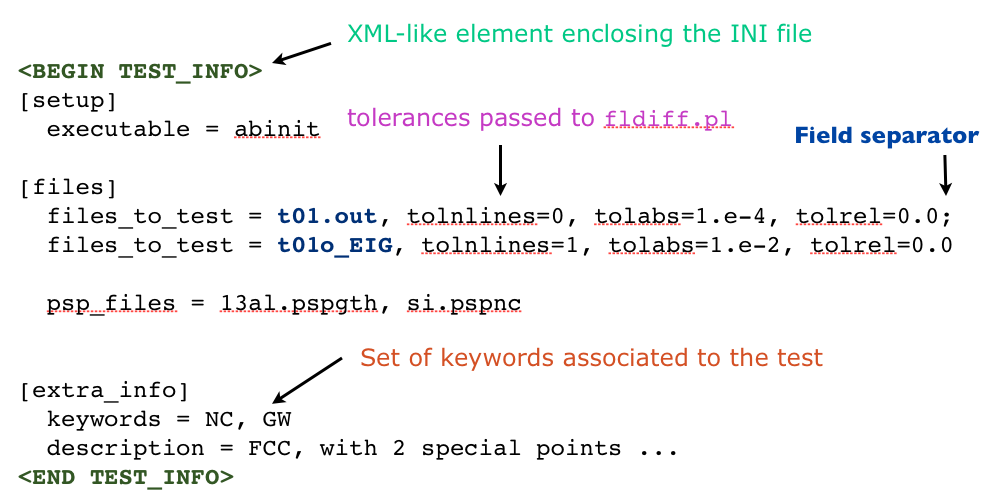 XML-like element enclosing the INI file
<BEGIN TEST_INFO>
[setup]
executable = abinit
tolerances passed to fldiff.pl
Field separator
[files]
files_to_test = t01.out, tolnlines=0, tolabs=1.e-4, tolrel=0.0;
files_to_test = t01o_EIG, tolnlines=1, tolabs=1.e-2, tolrel=0.0
psp_files = 13al.pspgth, si.pspnc
Set of keywords associated to the test
[extra_info]
keywords = NC, GW
description = FCC, with 2 special points ...
<END TEST_INFO>